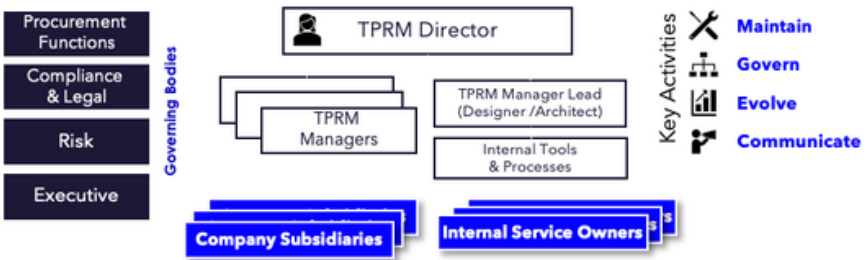 Procurement
Functions
Compliance
& Legal
Risk
Executive
Governing Bodies
TPRM Director
TPRM
Managers
TPRM Manager Lead
(Designer /Architect)
Internal Tools
& Processes
Company Subsidiaries
Internal Service Owners
Key Activities
Maintain
Govern
Evolve
Communicate